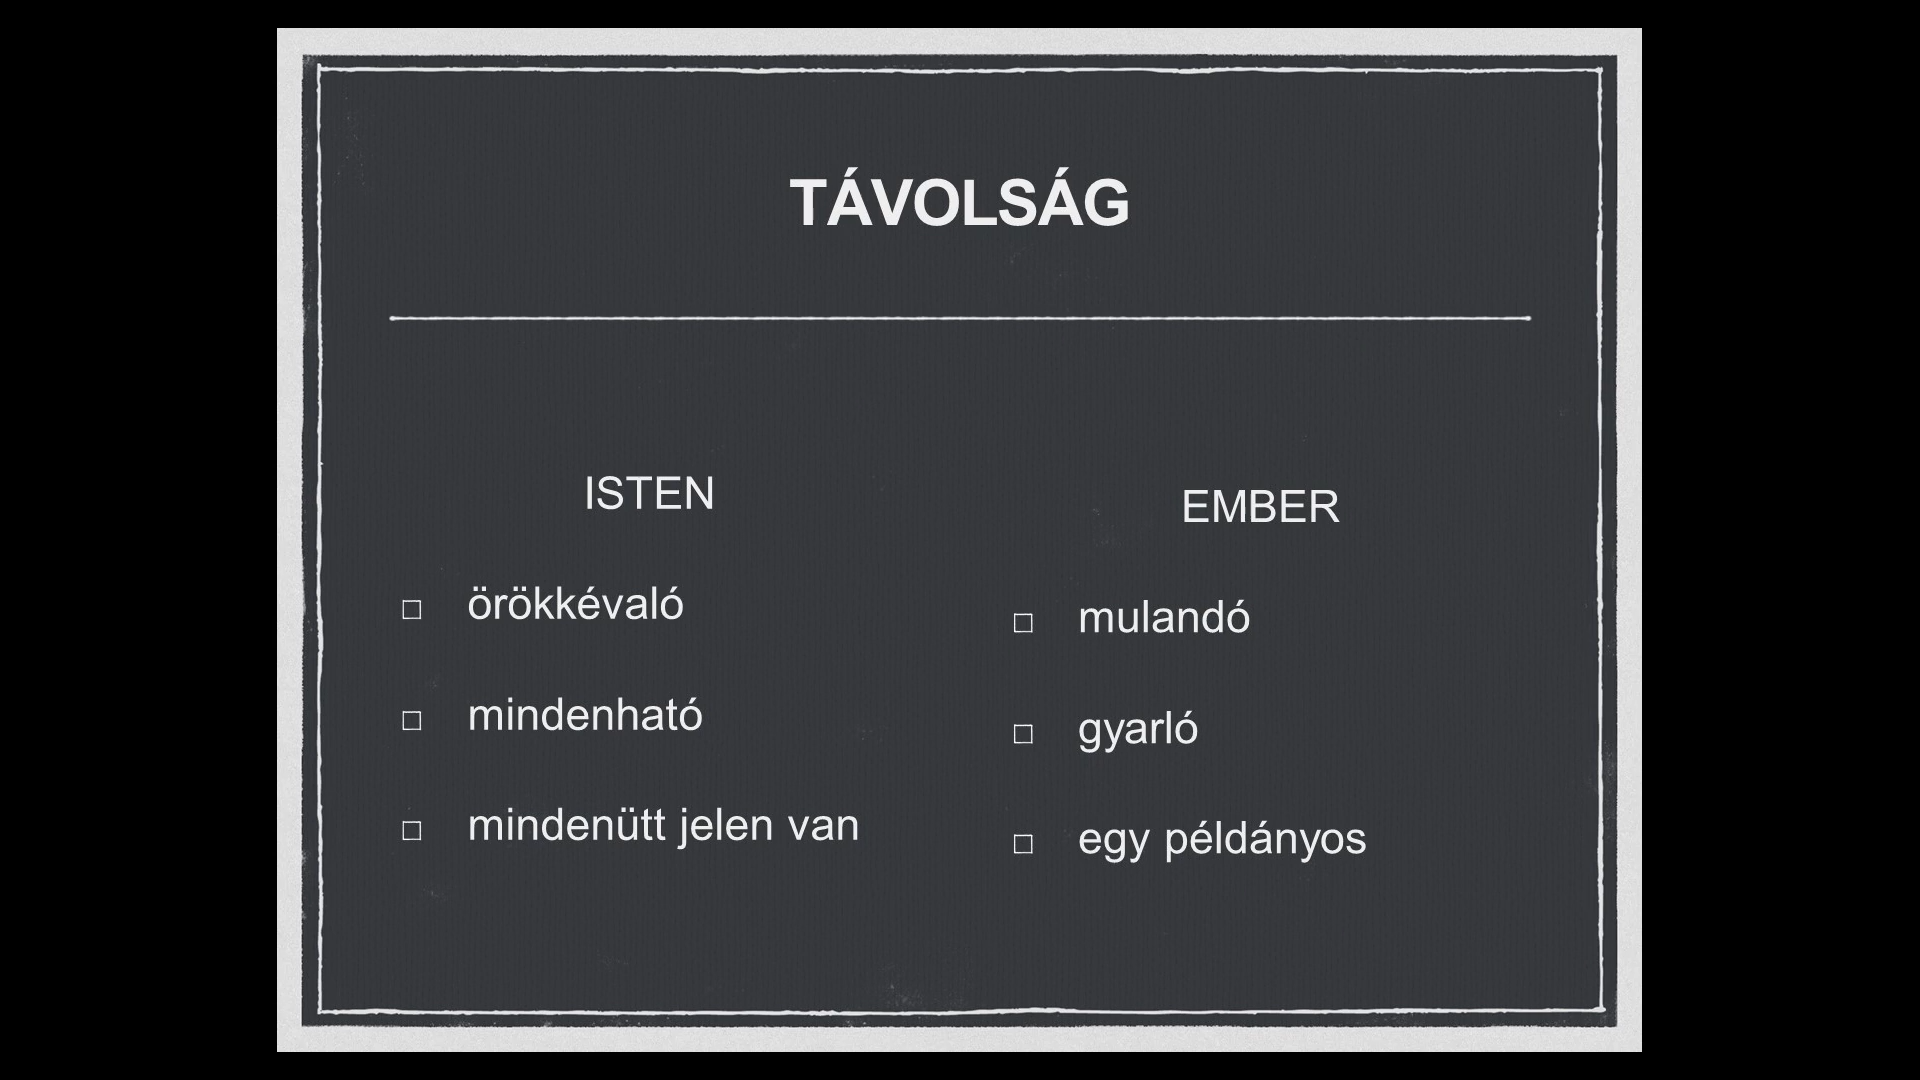 TÁVOLSÁG
ISTEN
□ örökkévaló
□ mindenható
□ mindenütt jelen van
EMBER
□ mulandó
□ gyarló
□ egy példányos